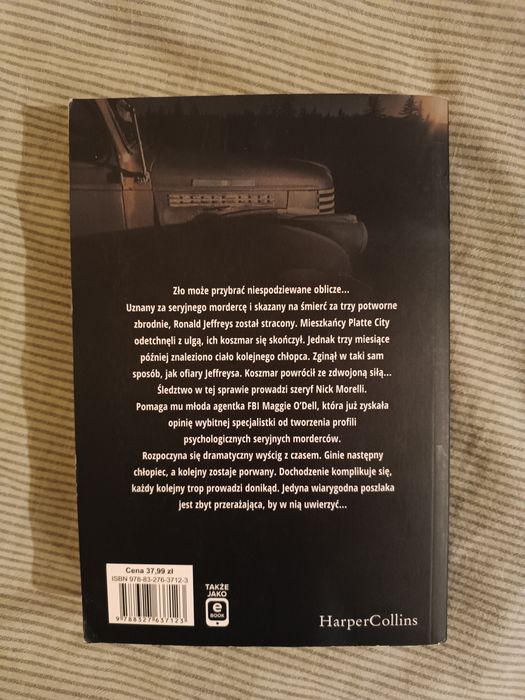 Zło może przybrać niespodziewane oblicze...
Uznany za seryjnego mordercę i skazany na śmierć za trzy potworne
zbrodnie, Ronald Jeffreys został stracony. Mieszkańcy Platte City
odetchnęli z ulgą, ich koszmar się skończył. Jednak trzy miesiące
później znaleziono ciało kolejnego chłopca. Zginął w taki sam
sposób, jak ofiary Jeffreysa. Koszmar powrócił ze zdwojoną siłą...
Śledztwo w tej sprawie prowadzi szeryf Nick Morelli.
Pomaga mu młoda agentka FBI Maggie O'Dell, która już zyskała
opinię wybitnej specjalistki od tworzenia profili
psychologicznych seryjnych morderców.
Rozpoczyna się dramatyczny wyścig z czasem. Ginie następny
chłopiec, a kolejny zostaje porwany. Dochodzenie komplikuje się,
każdy kolejny trop prowadzi donikąd. Jedyna wiarygodna poszlaka
jest zbyt przerażająca, by w nią uwierzyć...
Cena 37,99 zł
ISBN 978-83-276-3712-3
9 788327 637123
TAKŻE
JAKO
e
BOOK
HarperCollins